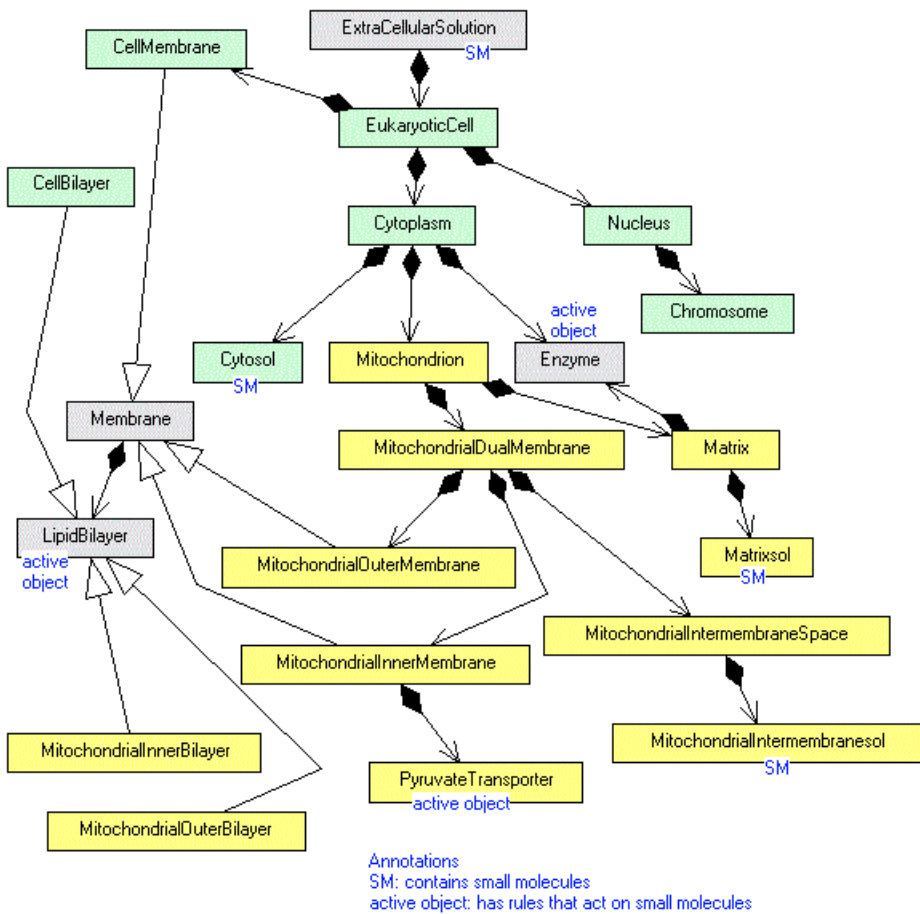 ExtraCellularSolution
SM
CellMembrane
EukaryoticCell
CellBilayer
Cytoplasm
Nucleus
Chromosome
active
object
Cytosol
SM
Mitochondrion
Enzyme
Membrane
MitochondrialDualMembrane
Matrix
LipidBilayer
active
object
MitochondrialOuterMembrane
Matrixsol
SM
MitochondrialInnerMembrane
MitochondrialIntermembraneSpace
MitochondrialInnerBilayer
MitochondrialIntermembranesol
SM
PyruvateTransporter
active object
MitochondrialOuterBilayer
Annotations
SM: contains small molecules
active object: has rules that act on small molecules